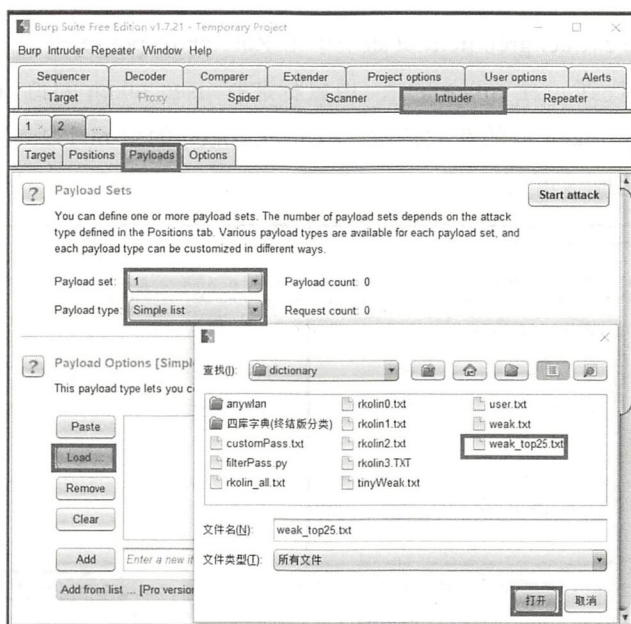 Burp Suite Free Edition v1.7.21 - Temporary Project
Burp Intruder Repeater Window Help
Sequencer Decoder Comparer Extender Project options User options Alerts
Target Proxy Spider Scanner Intruder Repeater
1 × 2 × ...
Target Positions Payloads Options
? Payload Sets Start attack
You can define one or more payload sets. The number of payload sets depends on the attack
type defined in the Positions tab. Various payload types are available for each payload set, and
each payload type can be customized in different ways.
Payload set: 1 Payload count: 0
Payload type: Simple list Request count: 0
? Payload Options [Simpl
This payload type lets you c
Paste
Load ...
Remove
Clear
Add Enter a new it
Add from list ... [Pro version
查找(I): dictionary
anywlan rkolin0.txt user.txt
四库字典(终结版分类) rkolin1.txt weak.txt
customPass.txt rkolin2.txt weak_top25.txt
filterPass.py rkolin3.TXT
rkolin_all.txt tinyWeak.txt
文件名(N): weak_top25.txt
文件类型(T): 所有文件
打开 取消